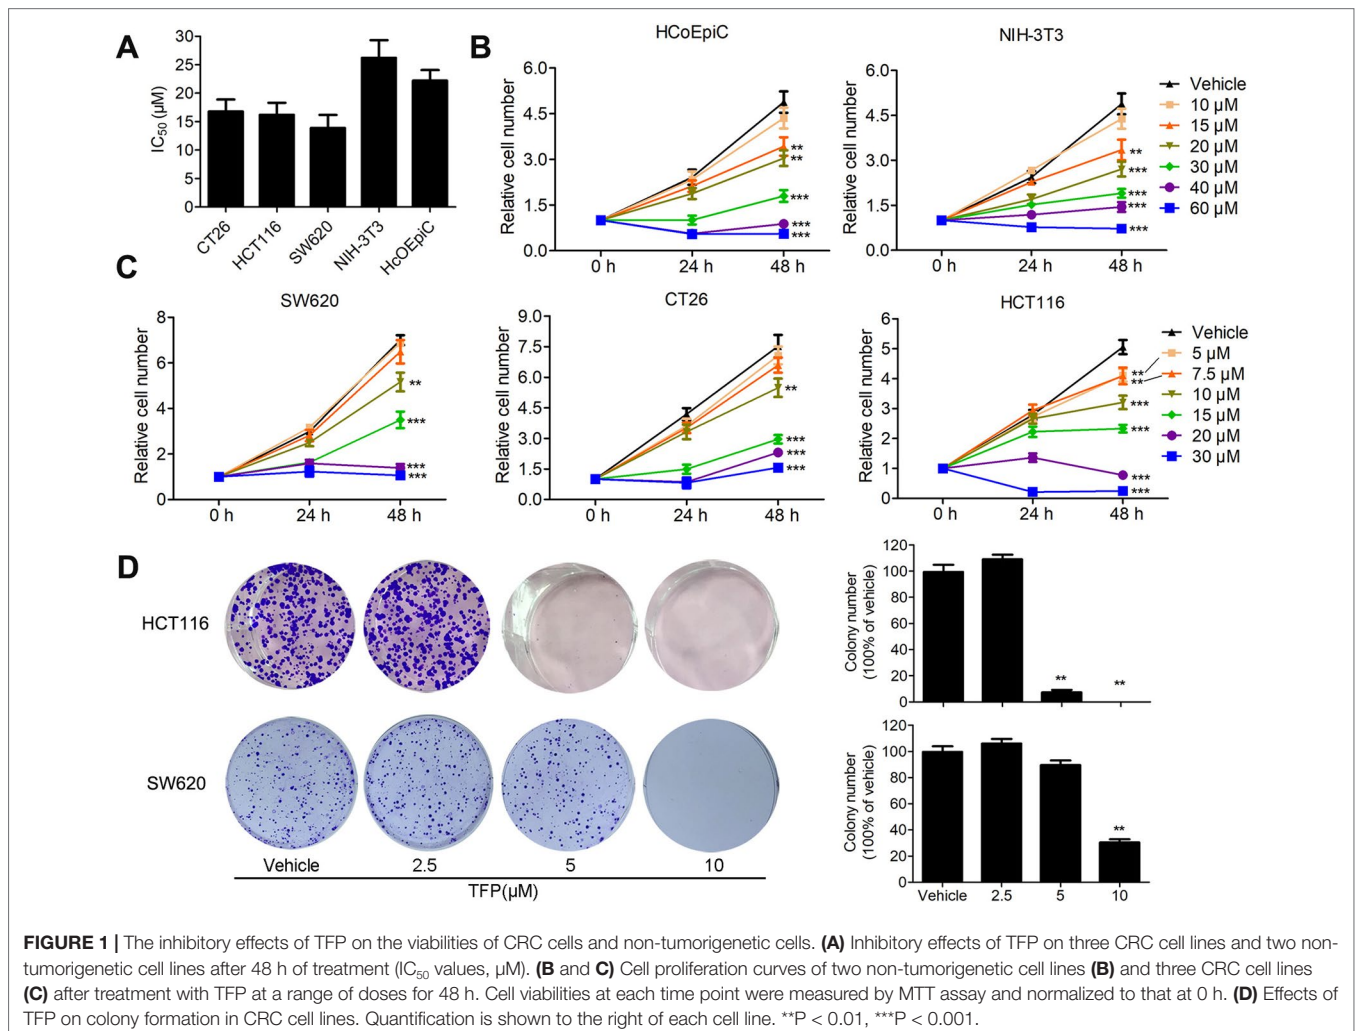 A
30
25
20
15
10
5
0
IC50 (µM)
CT26
HCT116
SW620
NIH-3T3
HcOEpiC
B
HCoEpiC
6.0
4.5
3.0
1.5
0.0
Relative cell number
**
**
***
***
***
0 h
24 h
48 h
NIH-3T3
6.0
4.5
3.0
1.5
0.0
Relative cell number
**
***
***
***
***
0 h
24 h
48 h
Vehicle
10 µM
15 µM
20 µM
30 µM
40 µM
60 µM
C
SW620
8
6
4
2
0
Relative cell number
**
***
***
***
0 h
24 h
48 h
CT26
9.0
7.5
6.0
4.5
3.0
1.5
0.0
Relative cell number
**
***
***
***
0 h
24 h
48 h
HCT116
6
5
4
3
2
1
0
Relative cell number
**
**
***
***
***
***
0 h
24 h
48 h
Vehicle
5 µM
7.5 µM
10 µM
15 µM
20 µM
30 µM
D
HCT116
SW620
Vehicle
2.5
5
10
TFP(µM)
120
100
80
60
40
20
0
Colony number
(100% of vehicle)
**
**
120
100
80
60
40
20
0
Colony number
(100% of vehicle)
**
Vehicle
2.5
5
10
FIGURE 1 | The inhibitory effects of TFP on the viabilities of CRC cells and non-tumorigenetic cells. (A) Inhibitory effects of TFP on three CRC cell lines and two non-
tumorigenetic cell lines after 48 h of treatment (IC50 values, µM). (B and C) Cell proliferation curves of two non-tumorigenetic cell lines (B) and three CRC cell lines
(C) after treatment with TFP at a range of doses for 48 h. Cell viabilities at each time point were measured by MTT assay and normalized to that at 0 h. (D) Effects of
TFP on colony formation in CRC cell lines. Quantification is shown to the right of each cell line. **P < 0.01, ***P < 0.001.